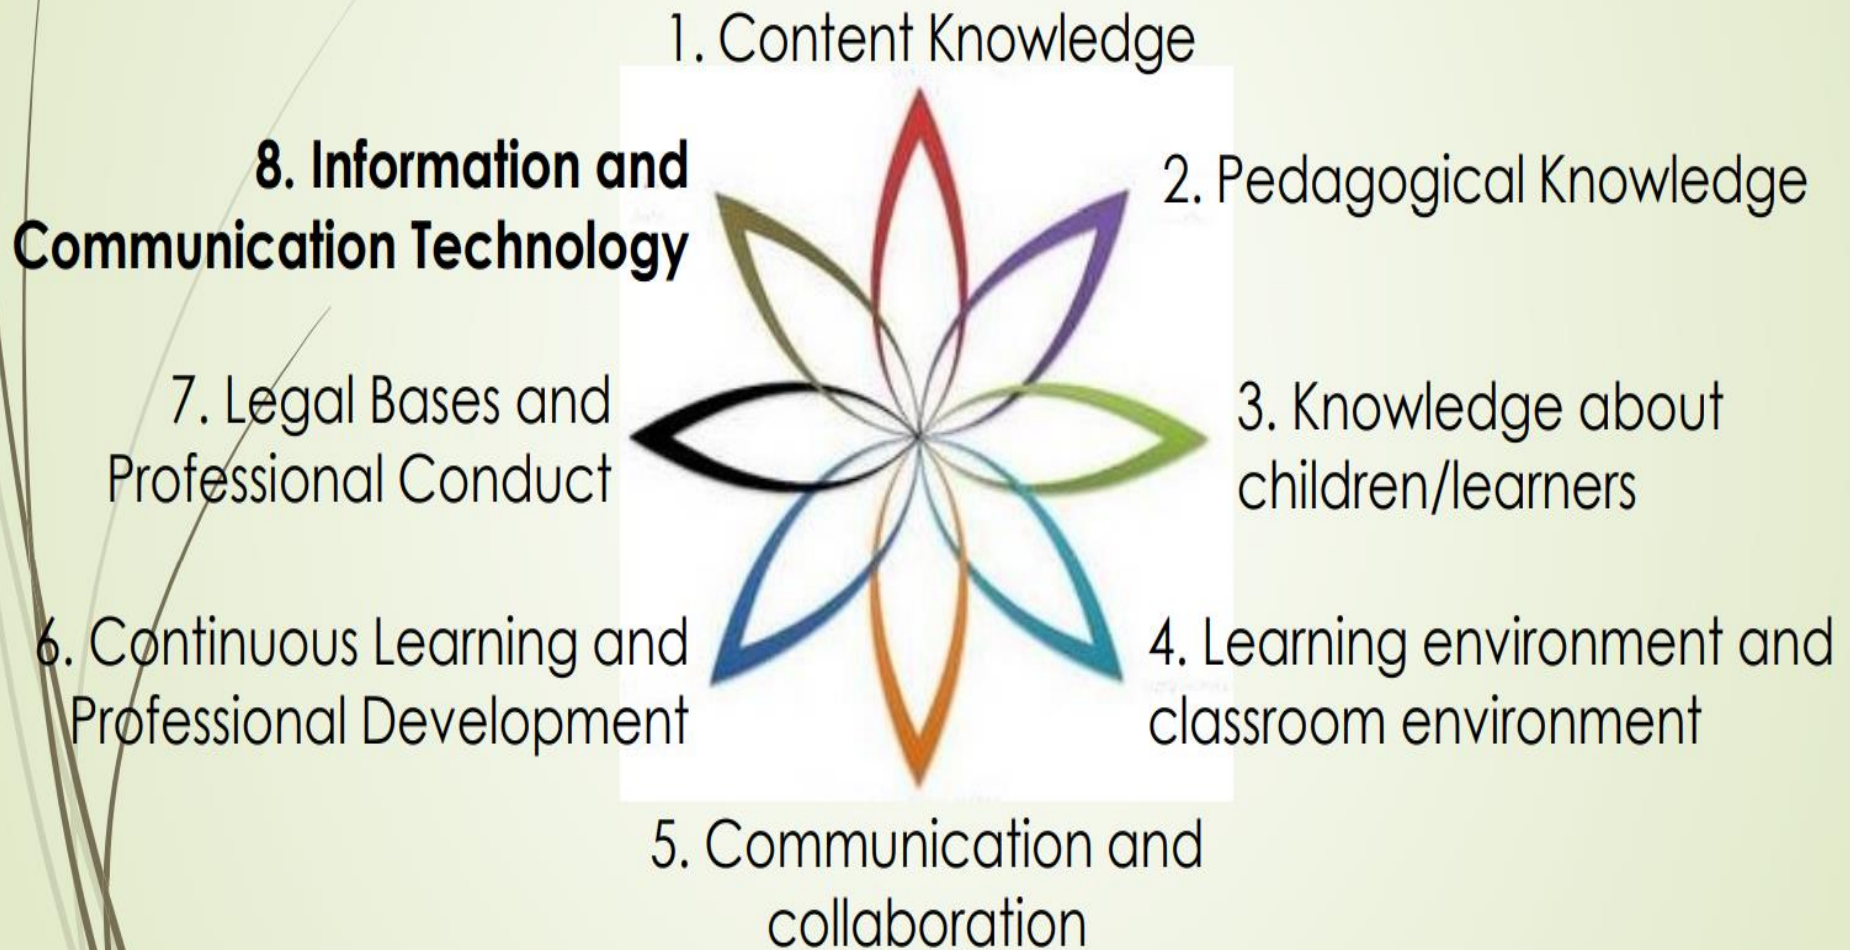 1. Content Knowledge
2. Pedagogical Knowledge
3. Knowledge about
children/learners
4. Learning environment and
classroom environment
5. Communication and
collaboration
6. Continuous Learning and
Professional Development
7. Legal Bases and
Professional Conduct
8. Information and
Communication Technology